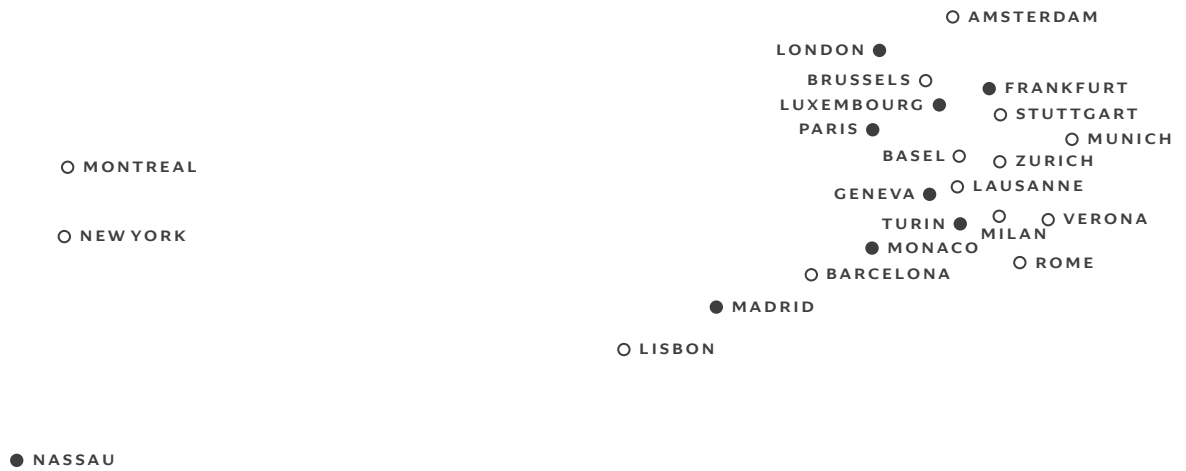 AMSTERDAM
LONDON
BRUSSELS
FRANKFURT
LUXEMBOURG
STUTTGART
PARIS
MUNICH
BASEL
ZURICH
MONTREAL
LAUSANNE
GENEVA
VERONA
TURIN
MILAN
NEW YORK
MONACO
ROME
BARCELONA
MADRID
LISBON
NASSAU